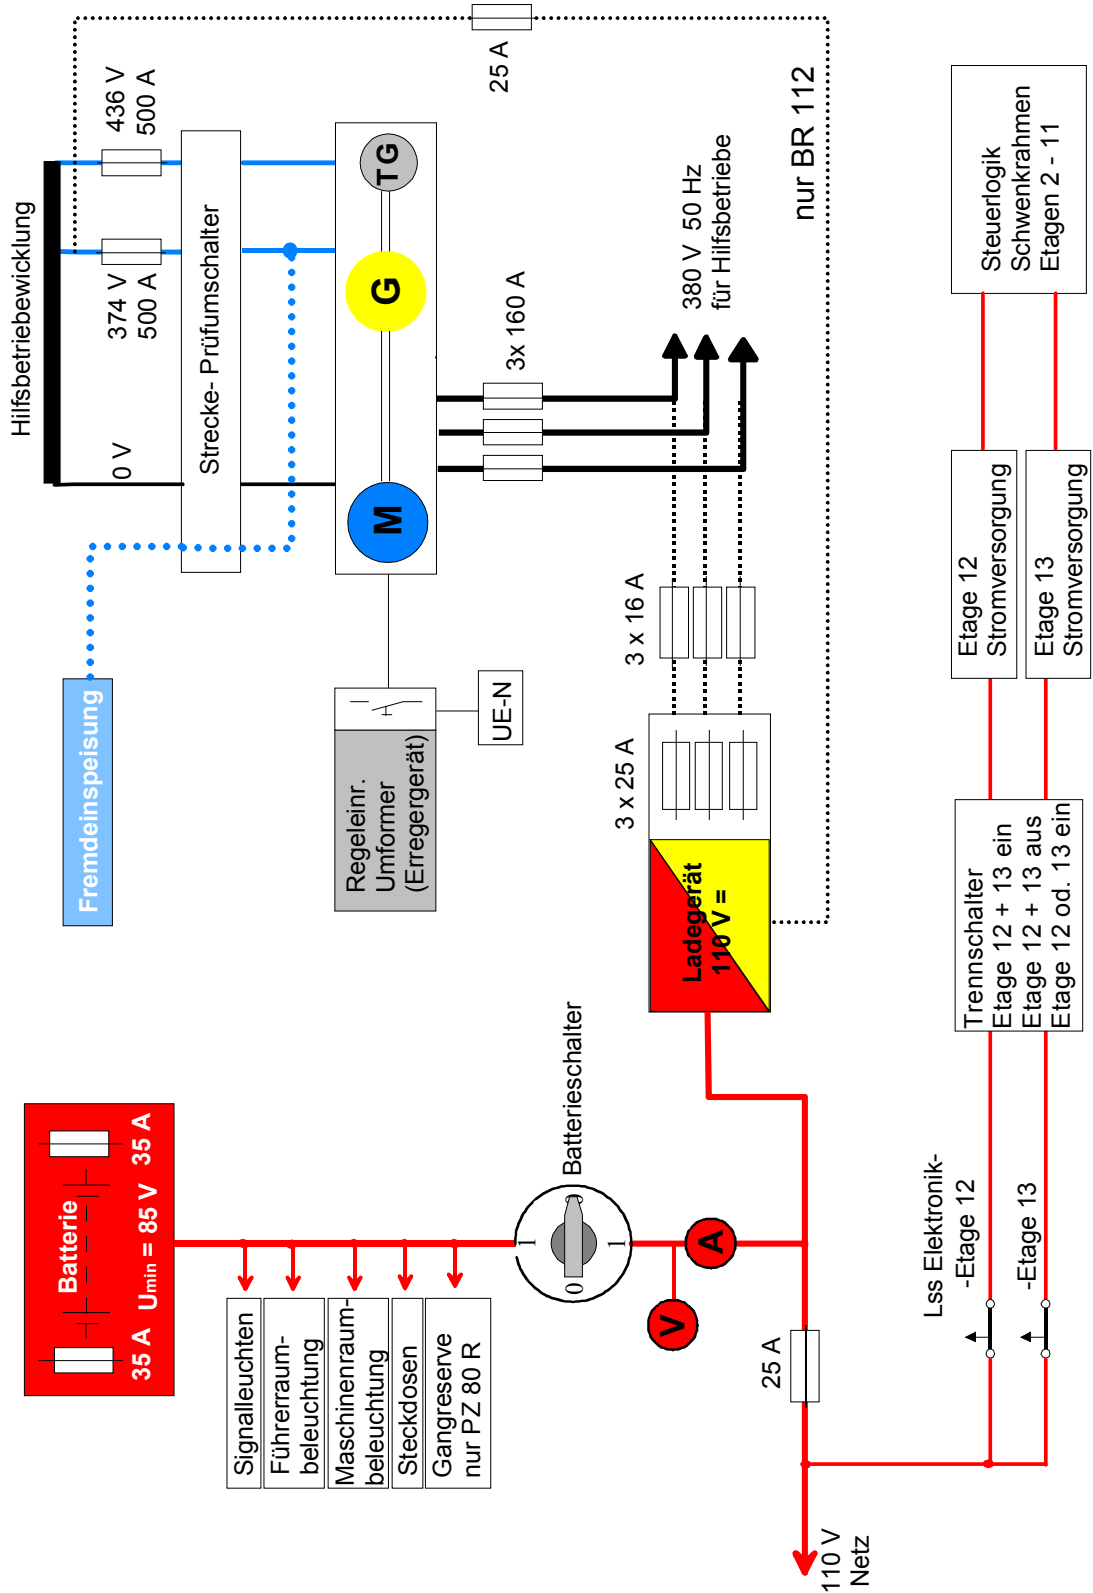 Batterie
35 A
Umin = 85 V
35 A
Signalleuchten
Führerraum-
beleuchtung
Maschinenraum-
beleuchtung
Steckdosen
Gangreserve
nur PZ 80 R
1
0
1
Batterieschalter
V
A
25 A
110 V
Netz
Fremdeinspeisung
Hilfsbetriebewicklung
0 V
374 V
500 A
436 V
500 A
Strecke- Prüfumschalter
M
G
TG
25 A
Regeleinr.
Umformer
(Erregergerät)
UE-N
3x 160 A
380 V 50 Hz
für Hilfsbetriebe
3 x 25 A
3 x 16 A
Ladegerät
110 V =
nur BR 112
Lss Elektronik-
-Etage 12
-Etage 13
Trennschalter
Etage 12 + 13 ein
Etage 12 + 13 aus
Etage 12 od. 13 ein
Etage 12
Stromversorgung
Etage 13
Stromversorgung
Steuerlogik
Schwenkrahmen
Etagen 2 - 11